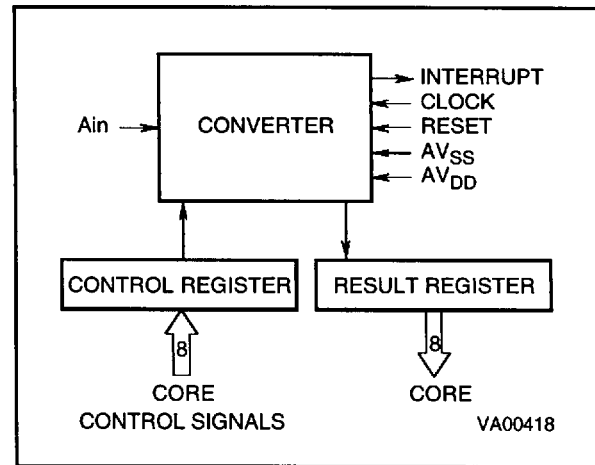 INTERRUPT
CLOCK
Ain
CONVERTER
RESET
AVSS
AVDD
CONTROL REGISTER
RESULT REGISTER
8
8
CORE
CONTROL SIGNALS
CORE
VA00418